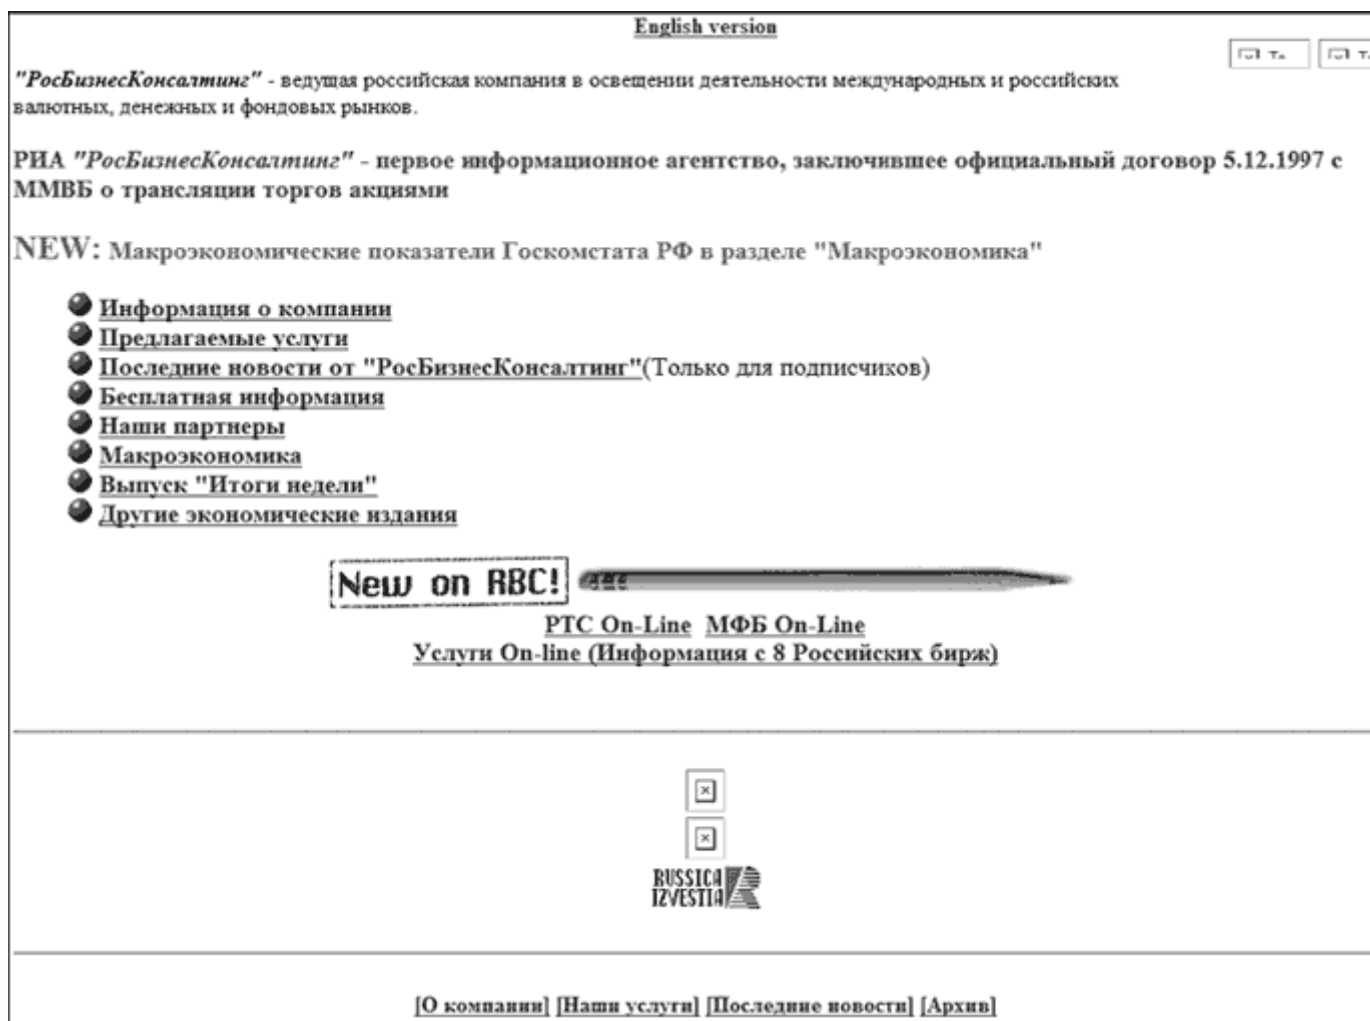 English version
"РосБизнесКонсалтинг" - ведущая российская компания в освещении деятельности международных и российских
валютных, денежных и фондовых рынков.
РИА "РосБизнесКонсалтинг" - первое информационное агентство, заключившее официальный договор 5.12.1997 с
ММВБ о трансляции торгов акциями
NEW: Макроэкономические показатели Госкомстата РФ в разделе "Макроэкономика"
Информация о компании
Предлагаемые услуги
Последние новости от "РосБизнесКонсалтинг"(Только для подписчиков)
Бесплатная информация
Наши партнеры
Макроэкономика
Выпуск "Итоги недели"
Другие экономические издания
New on RBC!
РТС On-Line МФБ On-Line
Услуги On-line (Информация с 8 Российских бирж)
RUSSICA
IZVESTIA
[О компании] [Наши услуги] [Последние новости] [Архив]